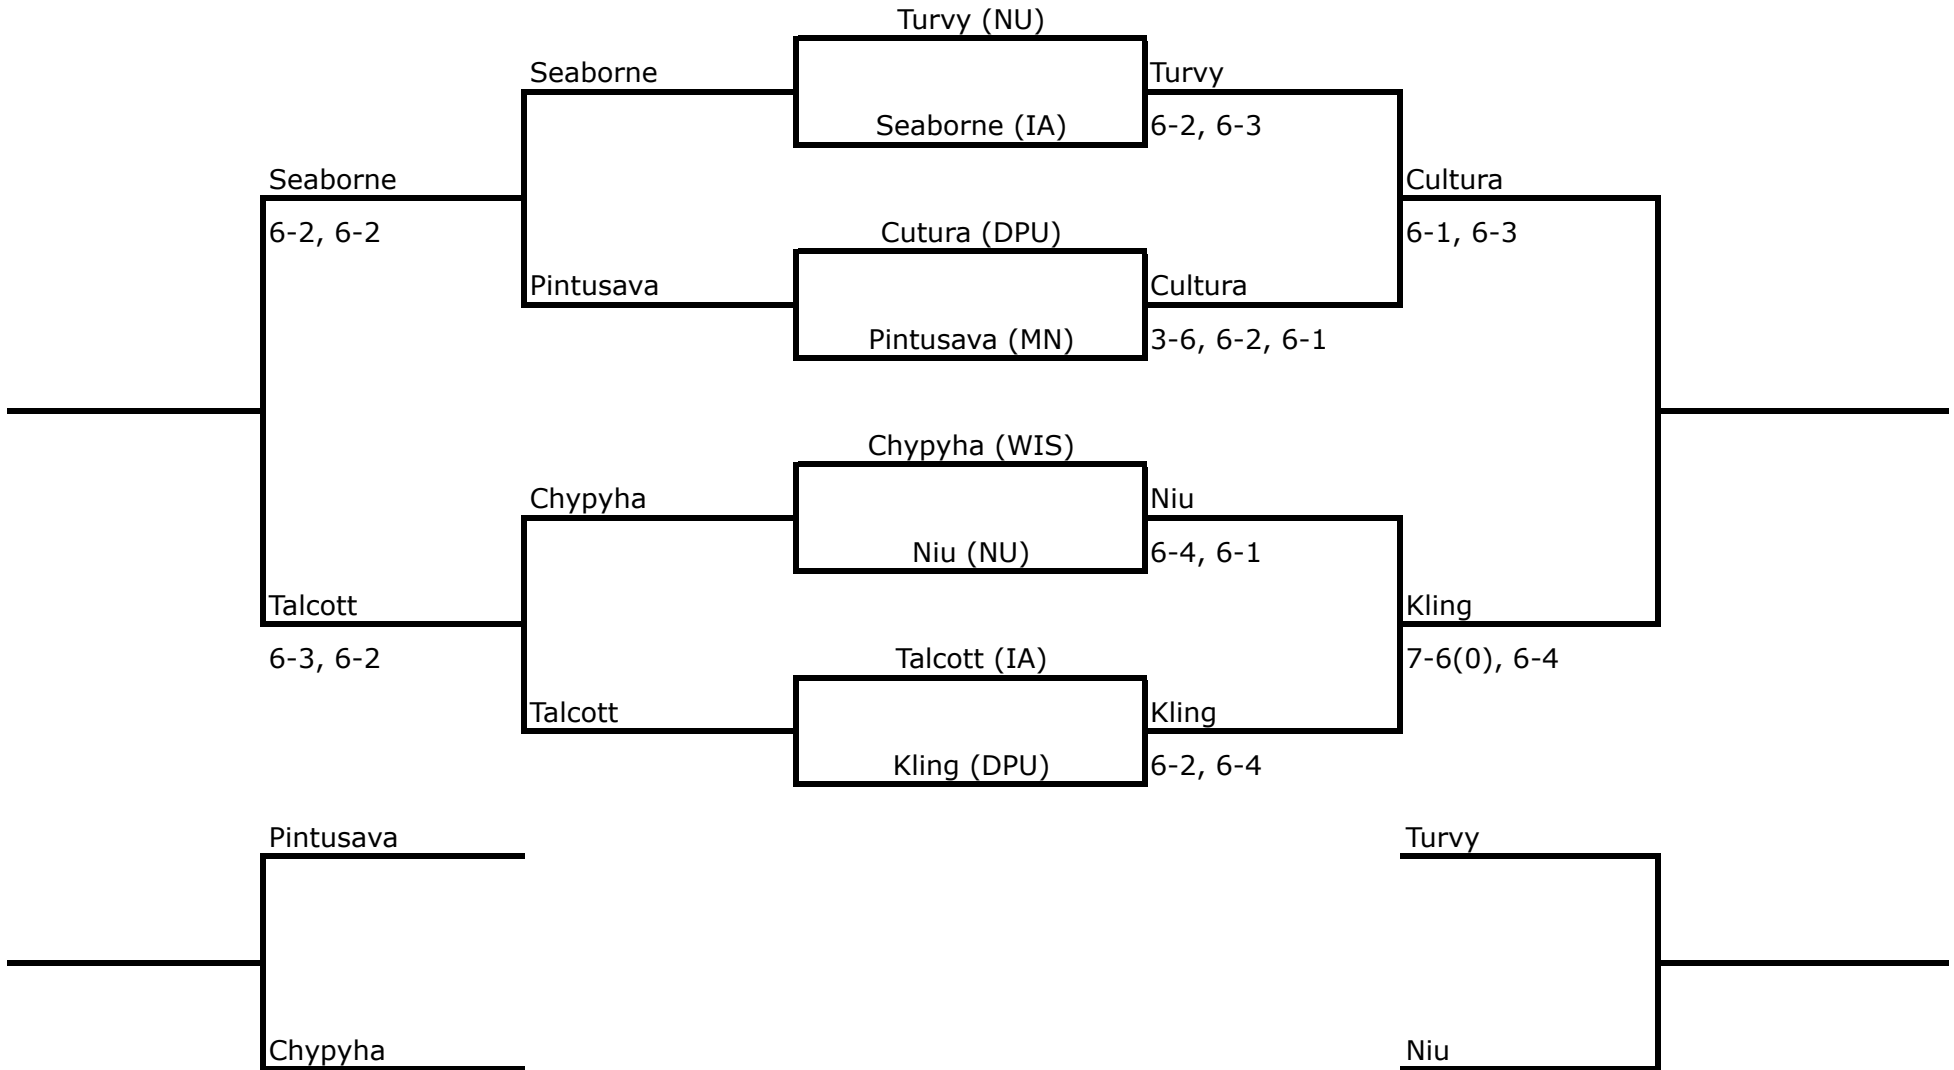 Turvy (NU)
Seaborne
Turvy
Seaborne (IA)
6-2, 6-3
Seaborne
Cultura
6-2, 6-2
Cutura (DPU)
6-1, 6-3
Pintusava
Cultura
Pintusava (MN)
3-6, 6-2, 6-1
Chypyha (WIS)
Chypyha
Niu
Niu (NU)
6-4, 6-1
Talcott
Kling
6-3, 6-2
Talcott (IA)
7-6(0), 6-4
Talcott
Kling
Kling (DPU)
6-2, 6-4
Pintusava
Turvy
Chypyha
Niu